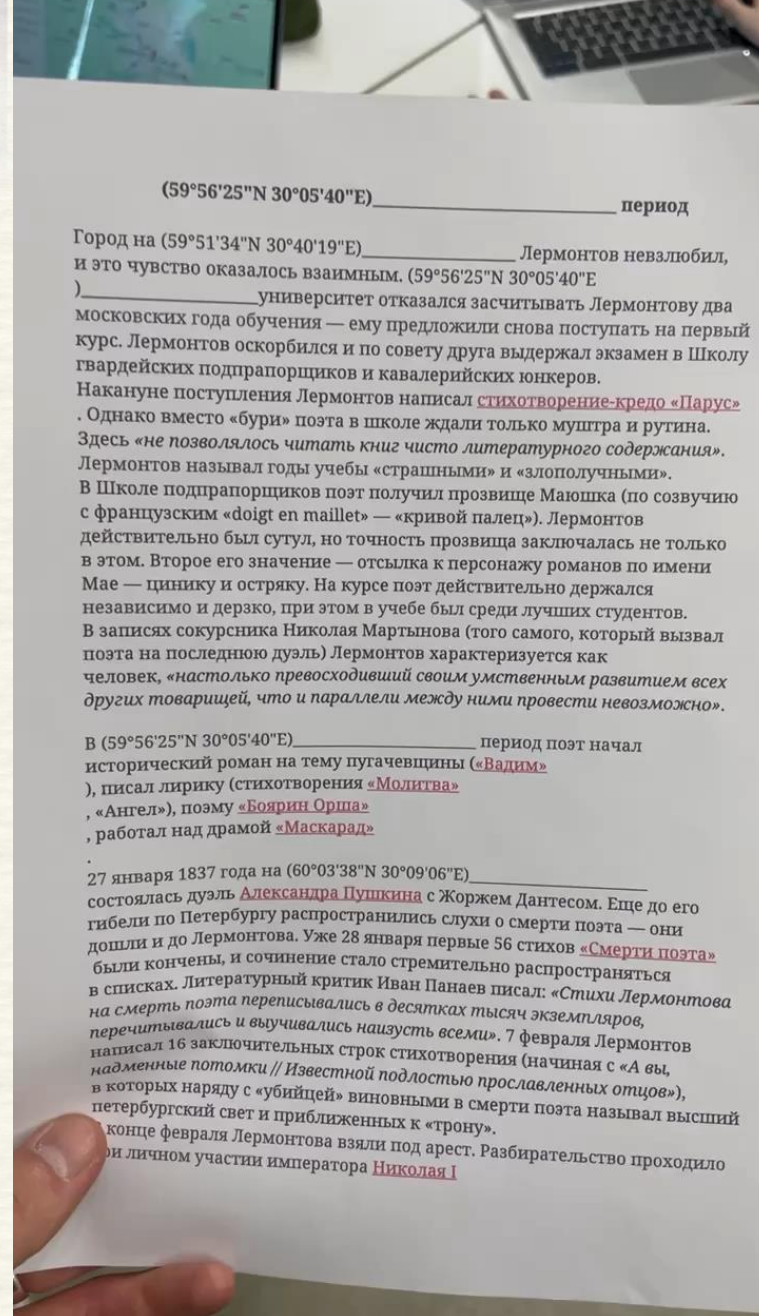 (59°56'25"N 30°05'40"E)____________________________ период
Город на (59°51'34"N 30°40'19"E)__________________ Лермонтов невзлюбил,
и это чувство оказалось взаимным. (59°56'25"N 30°05'40"E
)____________________университет отказался засчитывать Лермонтову два
московских года обучения — ему предложили снова поступать на первый
курс. Лермонтов оскорбился и по совету друга выдержал экзамен в Школу
гвардейских подпрапорщиков и кавалерийских юнкеров.
Накануне поступления Лермонтов написал стихотворение-кредо «Парус»
. Однако вместо «бури» поэта в школе ждали только муштра и рутина.
Здесь «не позволялось читать книг чисто литературного содержания».
Лермонтов называл годы учебы «страшными» и «злополучными».
В Школе подпрапорщиков поэт получил прозвище Маюшка (по созвучию
с французским «doigt en maillet» — «кривой палец»). Лермонтов
действительно был сутул, но точность прозвища заключалась не только
в этом. Второе его значение — отсылка к персонажу романов по имени
Мае — цинику и остряку. На курсе поэт действительно держался
независимо и дерзко, при этом в учебе был среди лучших студентов.
В записях сокурсника Николая Мартынова (того самого, который вызвал
поэта на последнюю дуэль) Лермонтов характеризуется как
человек, «настолько превосходивший своим умственным развитием всех
других товарищей, что и параллели между ними провести невозможно».
В (59°56'25"N 30°05'40"E)_____________________ период поэт начал
исторический роман на тему пугачевщины («Вадим»
), писал лирику (стихотворения «Молитва»
, «Ангел»), поэму «Боярин Орша»
, работал над драмой «Маскарад»
.
27 января 1837 года на (60°03'38"N 30°09'06"E)_____________________
состоялась дуэль Александра Пушкина с Жоржем Дантесом. Еще до его
гибели по Петербургу распространились слухи о смерти поэта — они
дошли и до Лермонтова. Уже 28 января первые 56 стихов «Смерти поэта»
были кончены, и сочинение стало стремительно распространяться
в списках. Литературный критик Иван Панаев писал: «Стихи Лермонтова
на смерть поэта переписывались в десятках тысяч экземпляров,
перечитывались и выучивались наизусть всеми». 7 февраля Лермонтов
написал 16 заключительных строк стихотворения (начиная с «А вы,
надменные потомки // Известной подлостью прославленных отцов»),
в которых наряду с «убийцей» виновными в смерти поэта называл высший
петербургский свет и приближенных к «трону».
конце февраля Лермонтова взяли под арест. Разбирательство проходило
личном участии императора Николая I